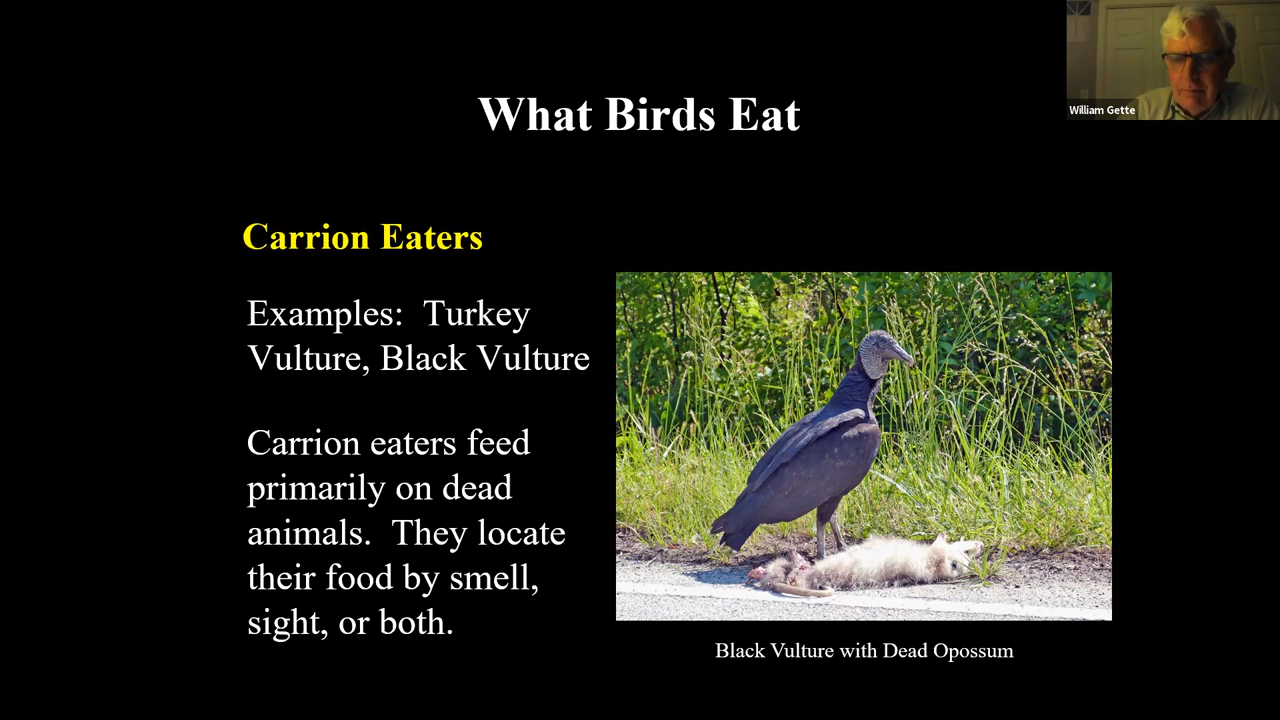 William Gette
What Birds Eat
Carrion Eaters
Examples:  Turkey
Vulture, Black Vulture
Carrion eaters feed
primarily on dead
animals.  They locate
their food by smell,
sight, or both.
Black Vulture with Dead Opossum